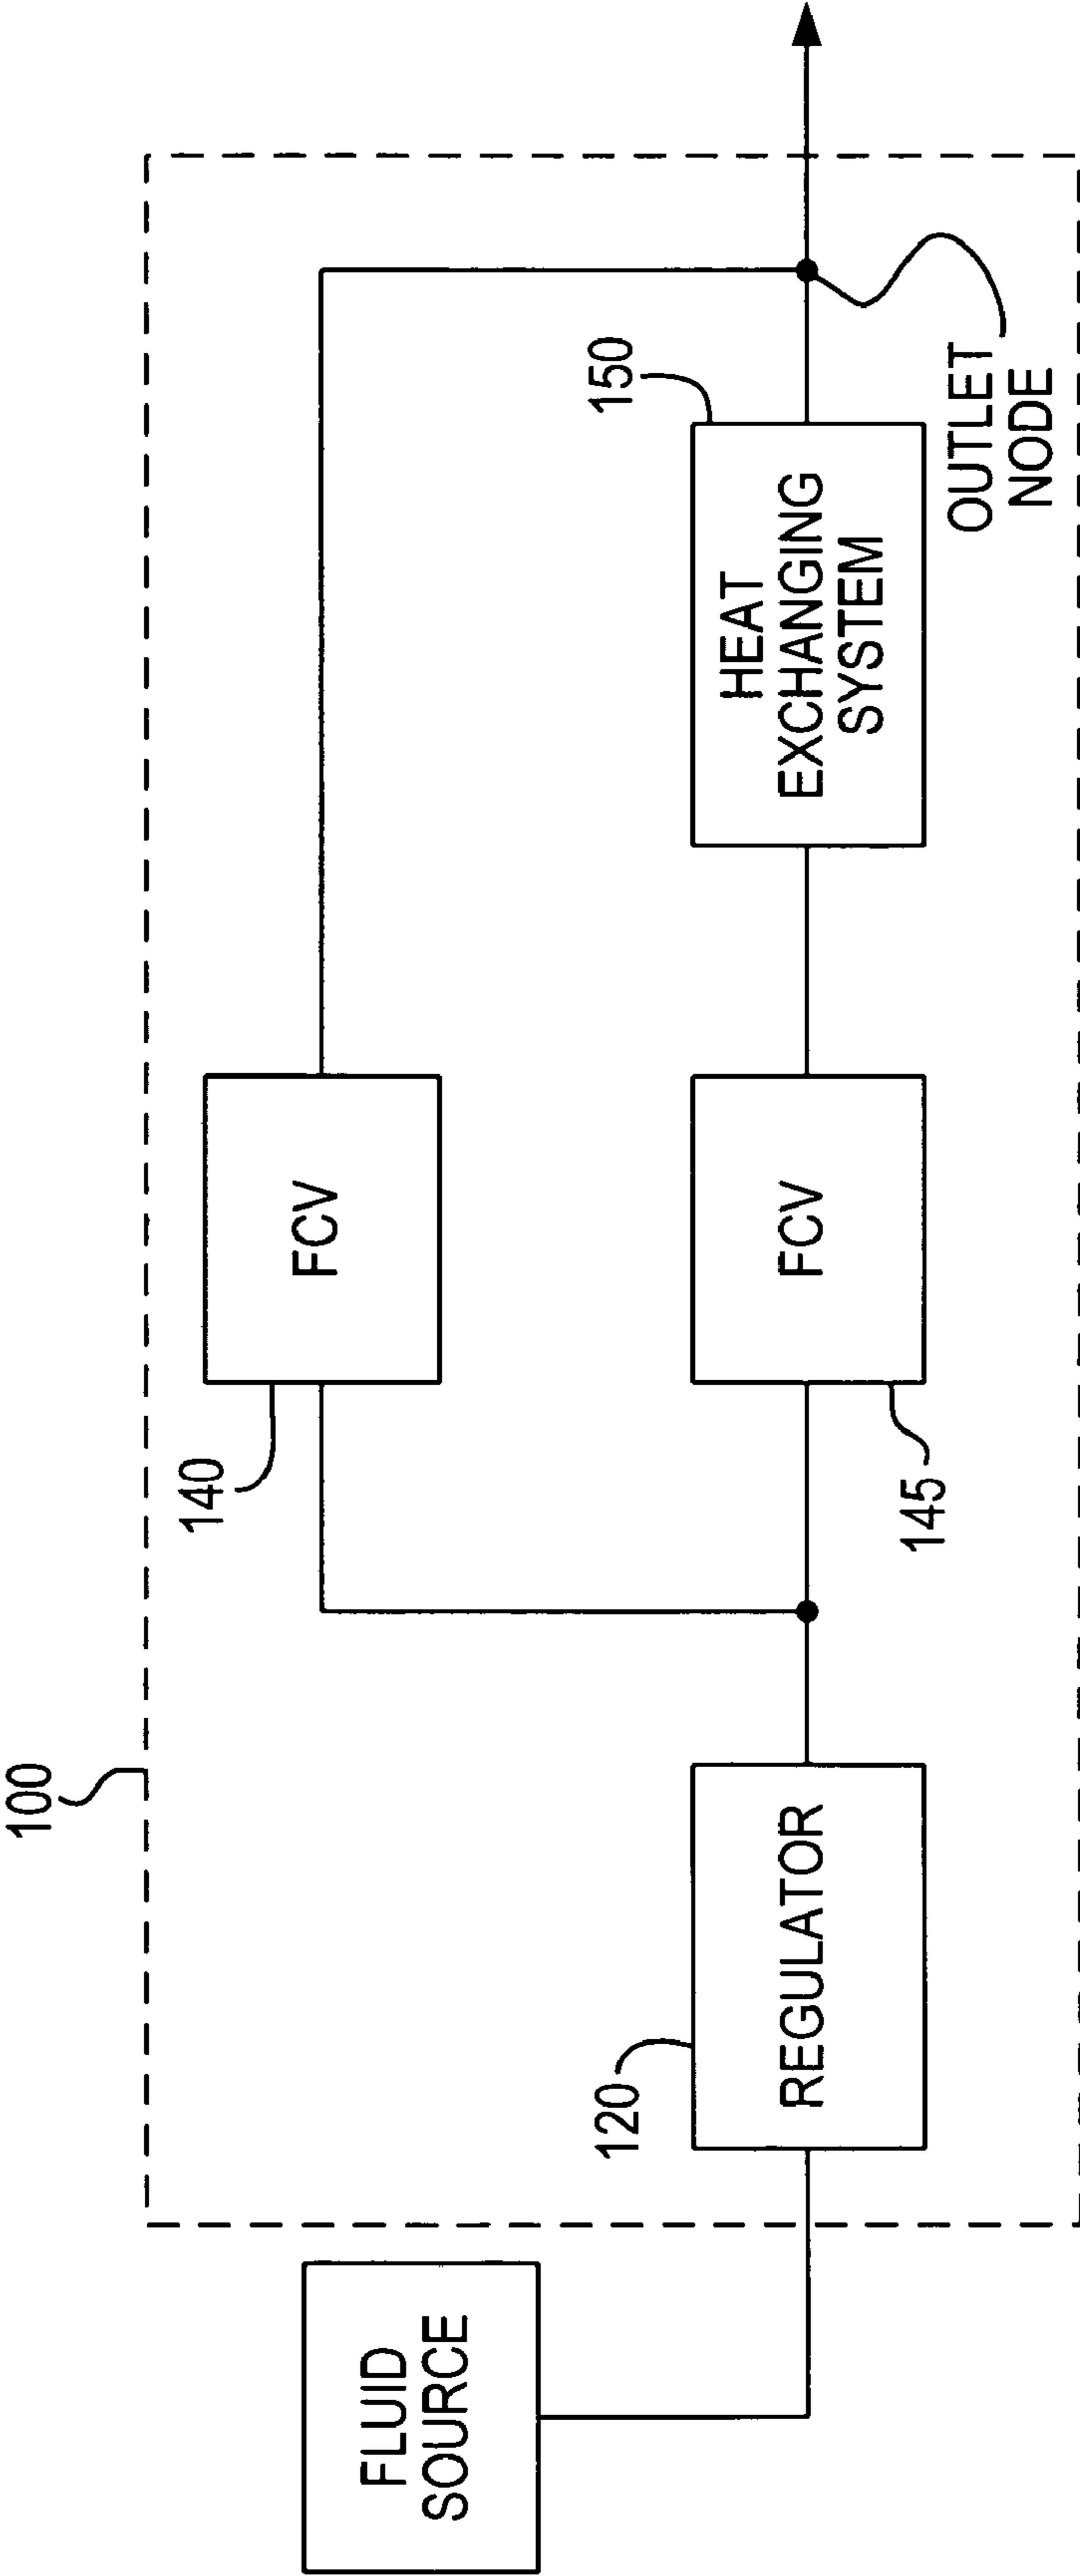 100
FLUID
SOURCE
120
REGULATOR
140
FCV
145
FCV
150
HEAT
EXCHANGING
SYSTEM
OUTLET
NODE